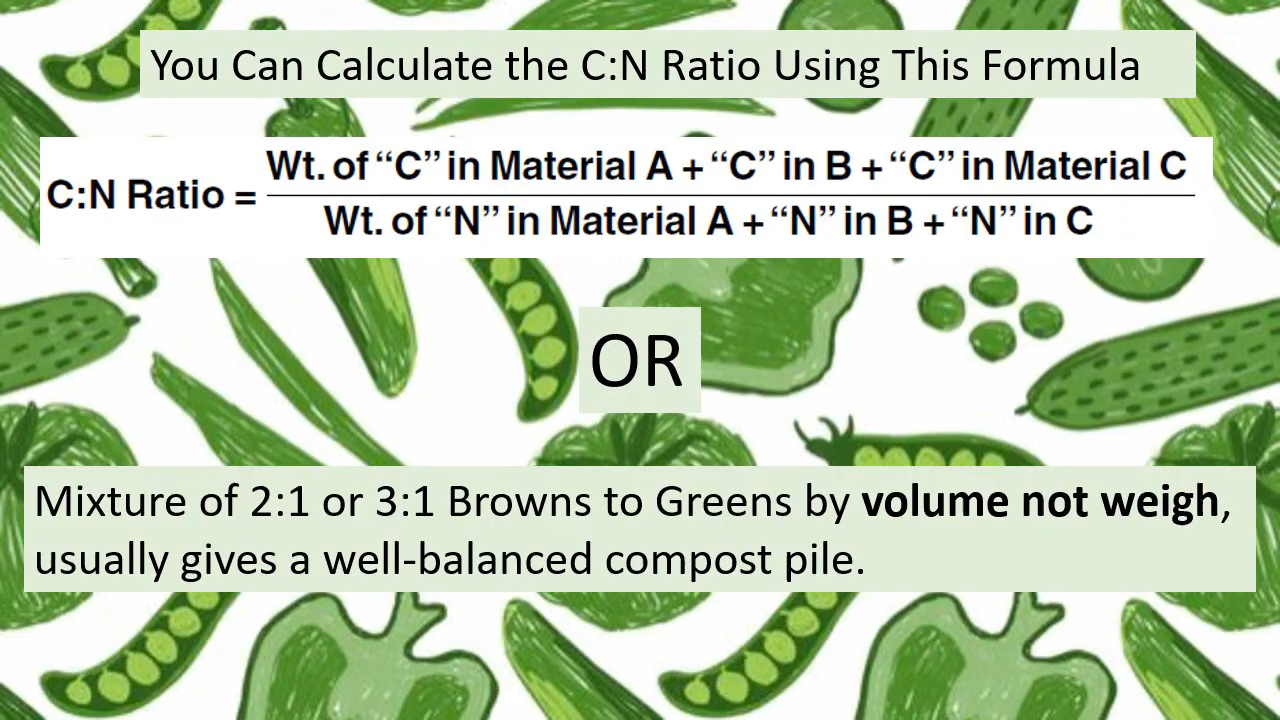 You Can Calculate the C:N Ratio Using This Formula
C:N Ratio =
Wt. of “C” in Material A + “C” in B + “C” in Material C
Wt. of “N” in Material A + “N” in B + “N” in C
OR
Mixture of 2:1 or 3:1 Browns to Greens by volume not weigh,
usually gives a well-balanced compost pile.